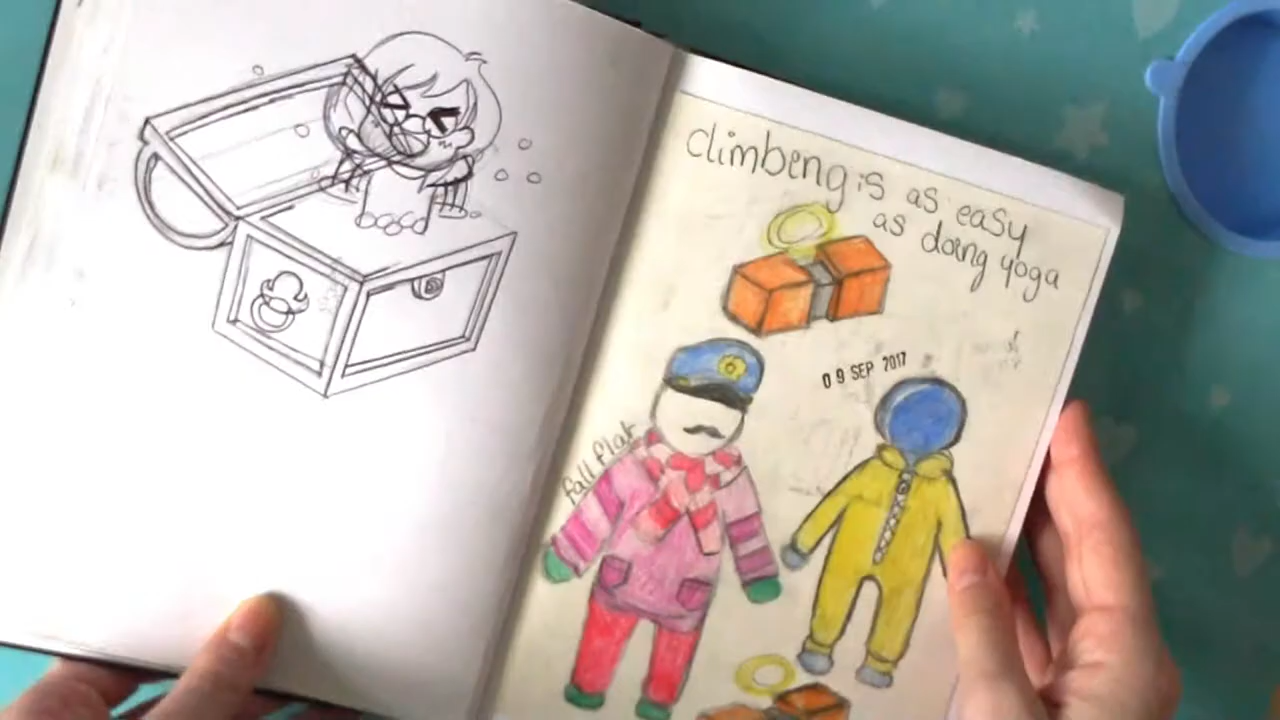 climbeng is as easy
as doing yoga
09 SEP 2017
fall flat